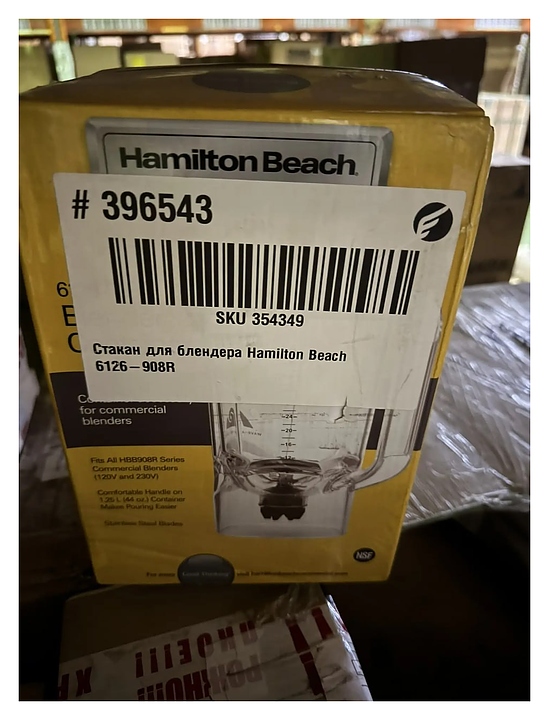 Hamilton Beach
# 396543
SKU 354349
Стакан для блендера Hamilton Beach
6126-908R
for commercial
blenders
Fits All HBB908R Series
Commercial Blenders
(120V and 230V)
Comfortable Handle on
1.25 L (44 oz.) Container
Makes Pouring Easier
Stainless Steel Blades
NSF
For more